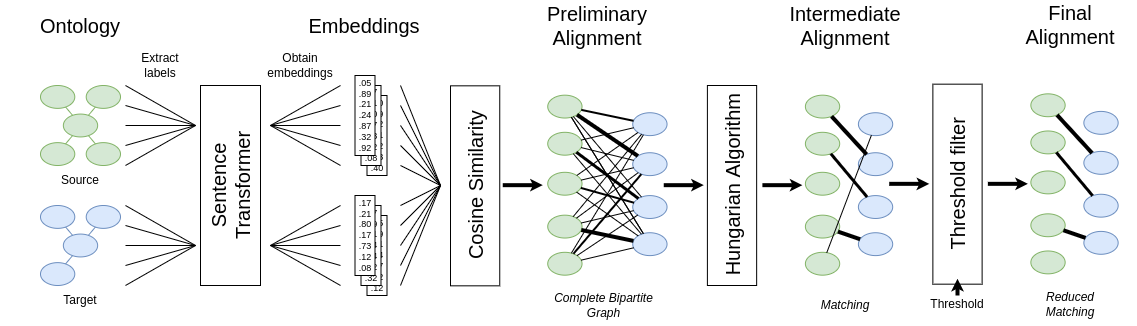 Ontology
Embeddings
Preliminary
Alignment
Intermediate
Alignment
Final
Alignment
Extract
labels
Obtain
embeddings
Source
Target
Sentence
Transformer
.05
.89
.21
.24
.87
.32
.92
.08
.40
.17
.21
.80
.17
.73
.12
.08
.32
.12
Cosine Similarity
Complete Bipartite
Graph
Hungarian Algorithm
Matching
Threshold filter
Threshold
Reduced
Matching